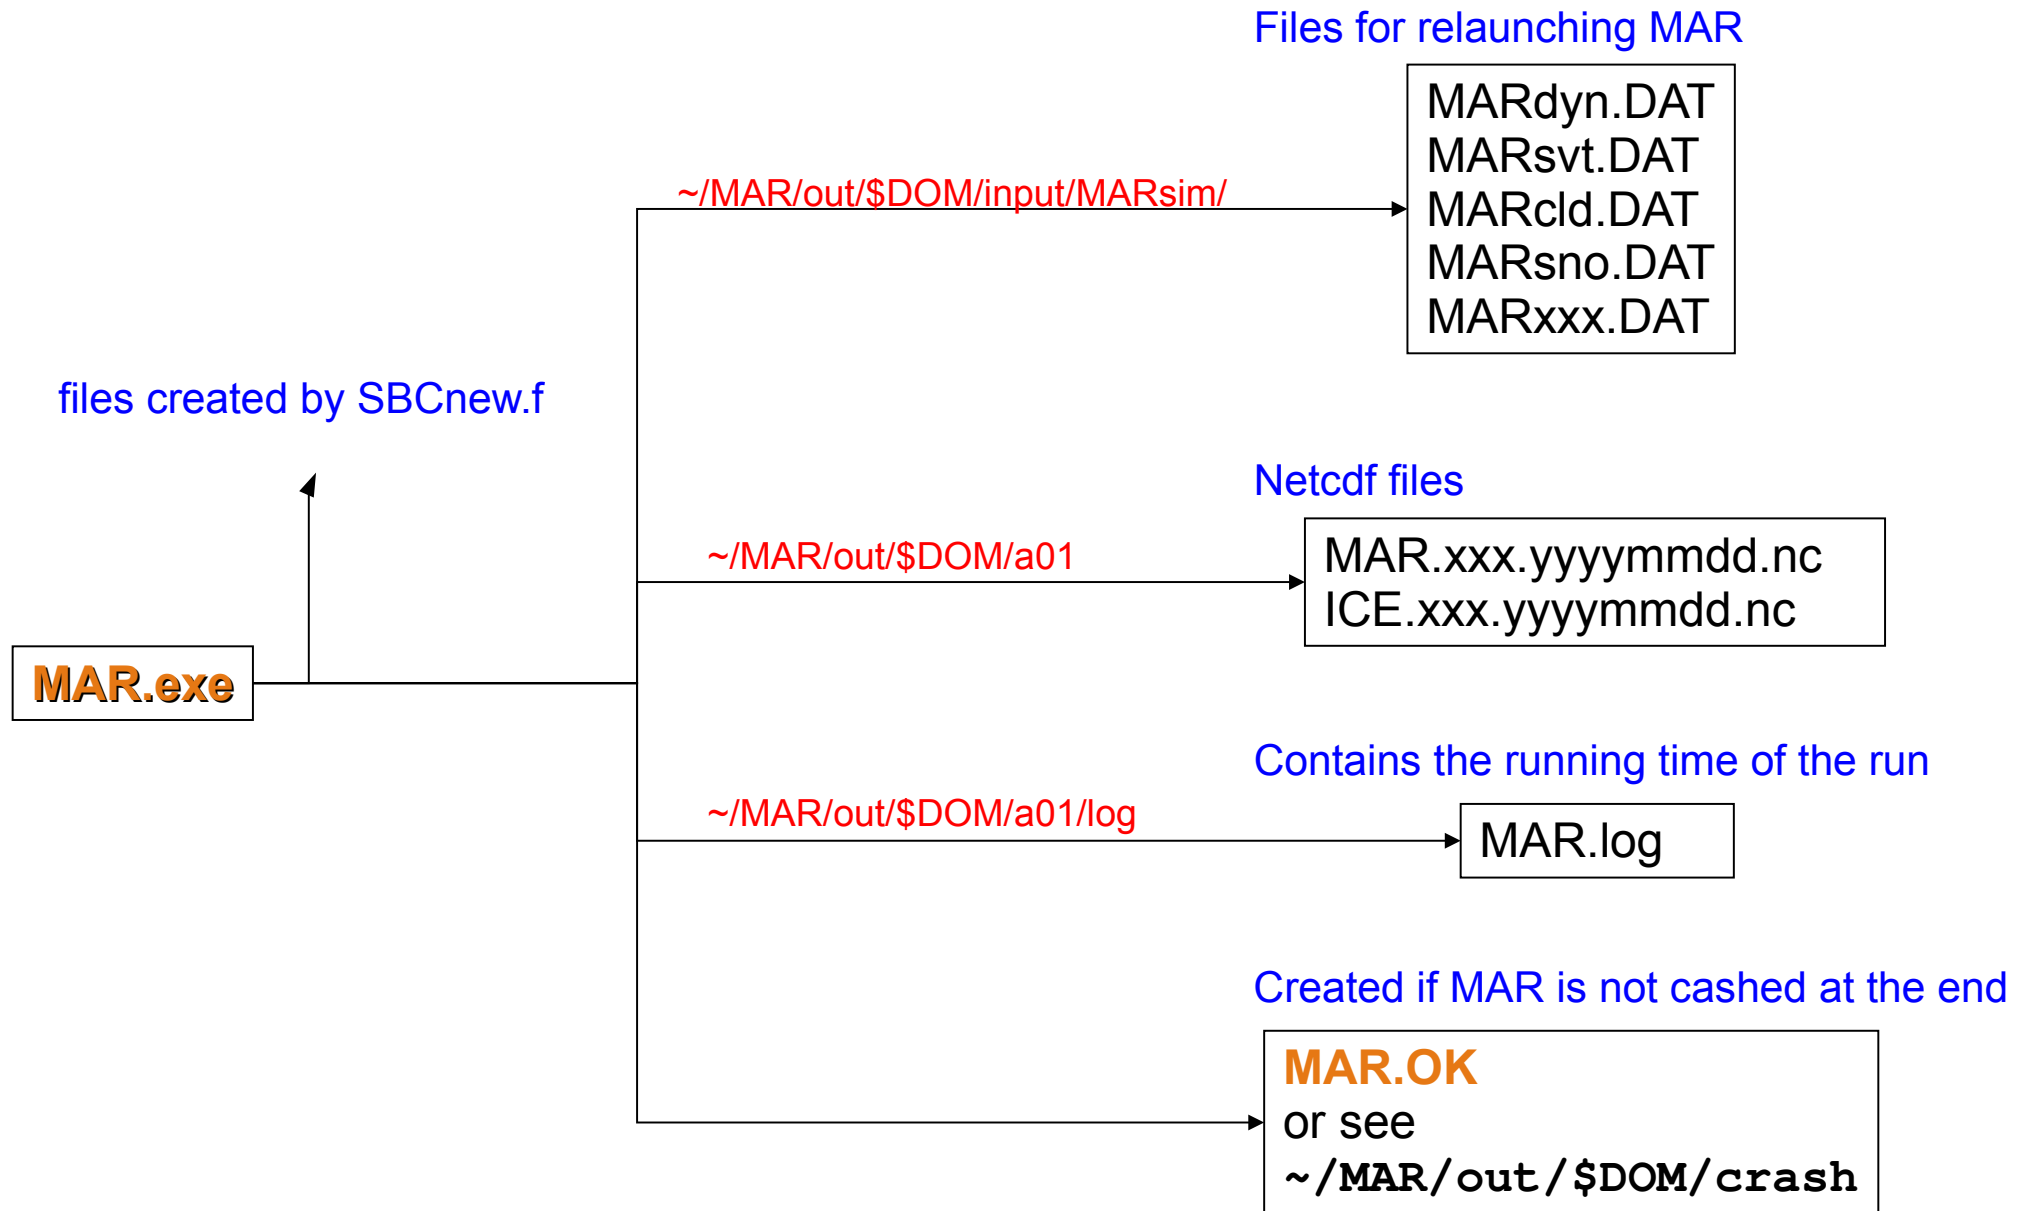 Files for relaunching MAR
MARdyn.DAT
MARsvt.DAT
MARcld.DAT
MARsno.DAT
MARxxx.DAT
~/MAR/out/$DOM/input/MARsim/
files created by SBCnew.f
Netcdf files
~/MAR/out/$DOM/a01
MAR.xxx.yyyymmdd.nc
ICE.xxx.yyyymmdd.nc
MAR.exe
Contains the running time of the run
~/MAR/out/$DOM/a01/log
MAR.log
Created if MAR is not cashed at the end
MAR.OK
or see
~/MAR/out/$DOM/crash